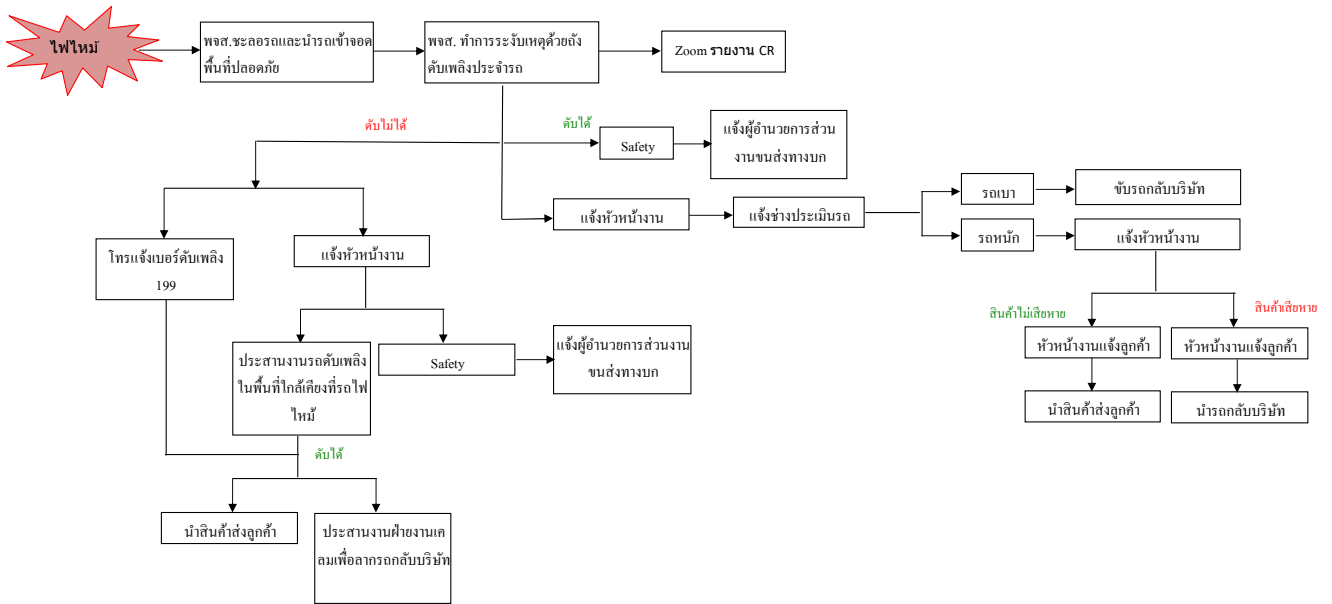 ไฟไหม้
พจส.ชะลอรถและนำรถเข้าจอด
พื้นที่ปลอดภัย
พจส. ทำการระงับเหตุด้วยถัง
ดับเพลิงประจำรถ
Zoom รายงาน CR
ดับไม่ได้
ดับได้
Safety
แจ้งผู้อำนวยการส่วน
งานขนส่งทางบก
แจ้งหัวหน้างาน
แจ้งช่างประเมินรถ
รถเบา
ขับรถกลับบริษัท
รถหนัก
แจ้งหัวหน้างาน
โทรแจ้งเบอร์ดับเพลิง
199
แจ้งหัวหน้างาน
สินค้าไม่เสียหาย
สินค้าเสียหาย
หัวหน้างานแจ้งลูกค้า
หัวหน้างานแจ้งลูกค้า
ประสานงานรถดับเพลิง
ในพื้นที่ใกล้เคียงที่รถไฟ
ไหม้
Safety
แจ้งผู้อำนวยการส่วนงาน
ขนส่งทางบก
นำสินค้าส่งลูกค้า
นำรถกลับบริษัท
ดับได้
นำสินค้าส่งลูกค้า
ประสานงานฝ่ายงานเค
ลมเพื่อลากรถกลับบริษัท